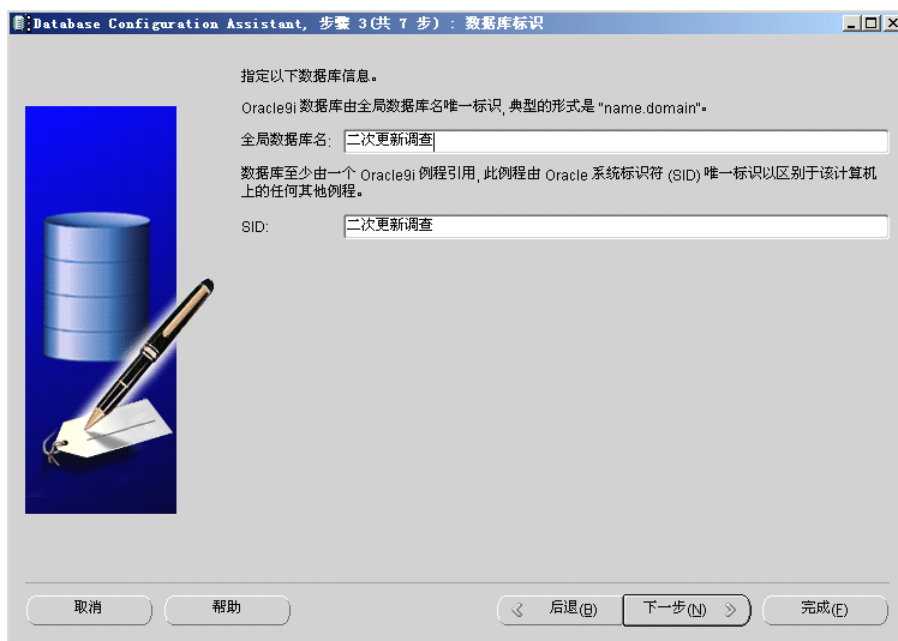 Database Configuration Assistant, 步骤 3(共 7 步) : 数据库标识
指定以下数据库信息。
Oracle9i 数据库由全局数据库名唯一标识, 典型的形式是 "name.domain"。
全局数据库名: 二次更新调查
数据库至少由一个 Oracle9i 例程引用, 此例程由 Oracle 系统标识符 (SID) 唯一标识以区别于该计算机
上的任何其他例程。
SID: 二次更新调查
取消 帮助 后退(B) 下一步(N) 完成(F)